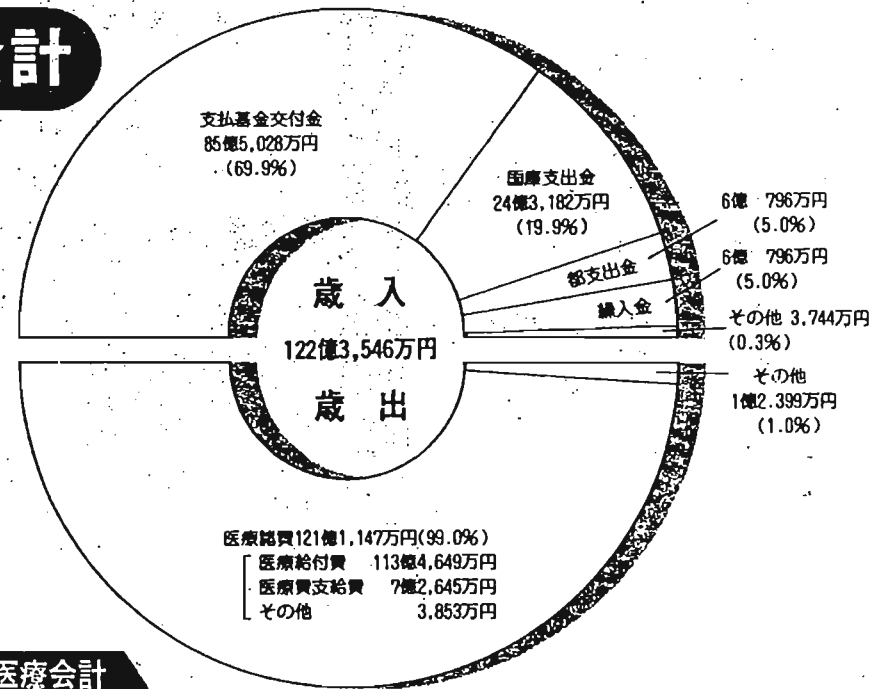 計
支払基金交付金
85億5,028万円
(69.9%)
国庫支出金
24億3,182万円
(19.9%)
都支出金
6億 796万円
(5.0%)
繰入金
6億 796万円
(5.0%)
その他 3,744万円
(0.3%)
歳入
122億3,546万円
歳出
その他
1億2.399万円
(1.0%)
医療諸費121億1,147万円(99.0%)
医療給付費 113億4,649万円
医療費支給費 7億2,645万円
その他 3,853万円
医療会計